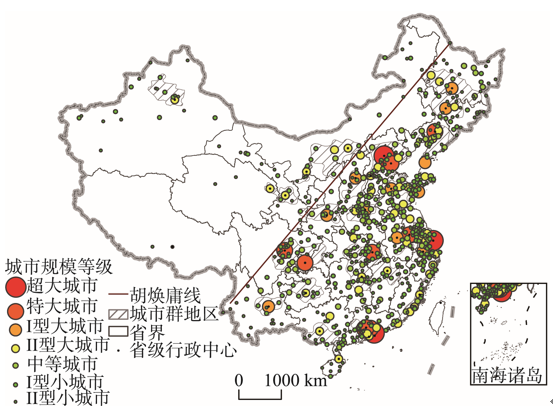 城市规模等级
超大城市
特大城市
I型大城市
II型大城市
中等城市
I型小城市
II型小城市
胡焕庸线
城市群地区
省界
省级行政中心
0 1000 km
南海诸岛